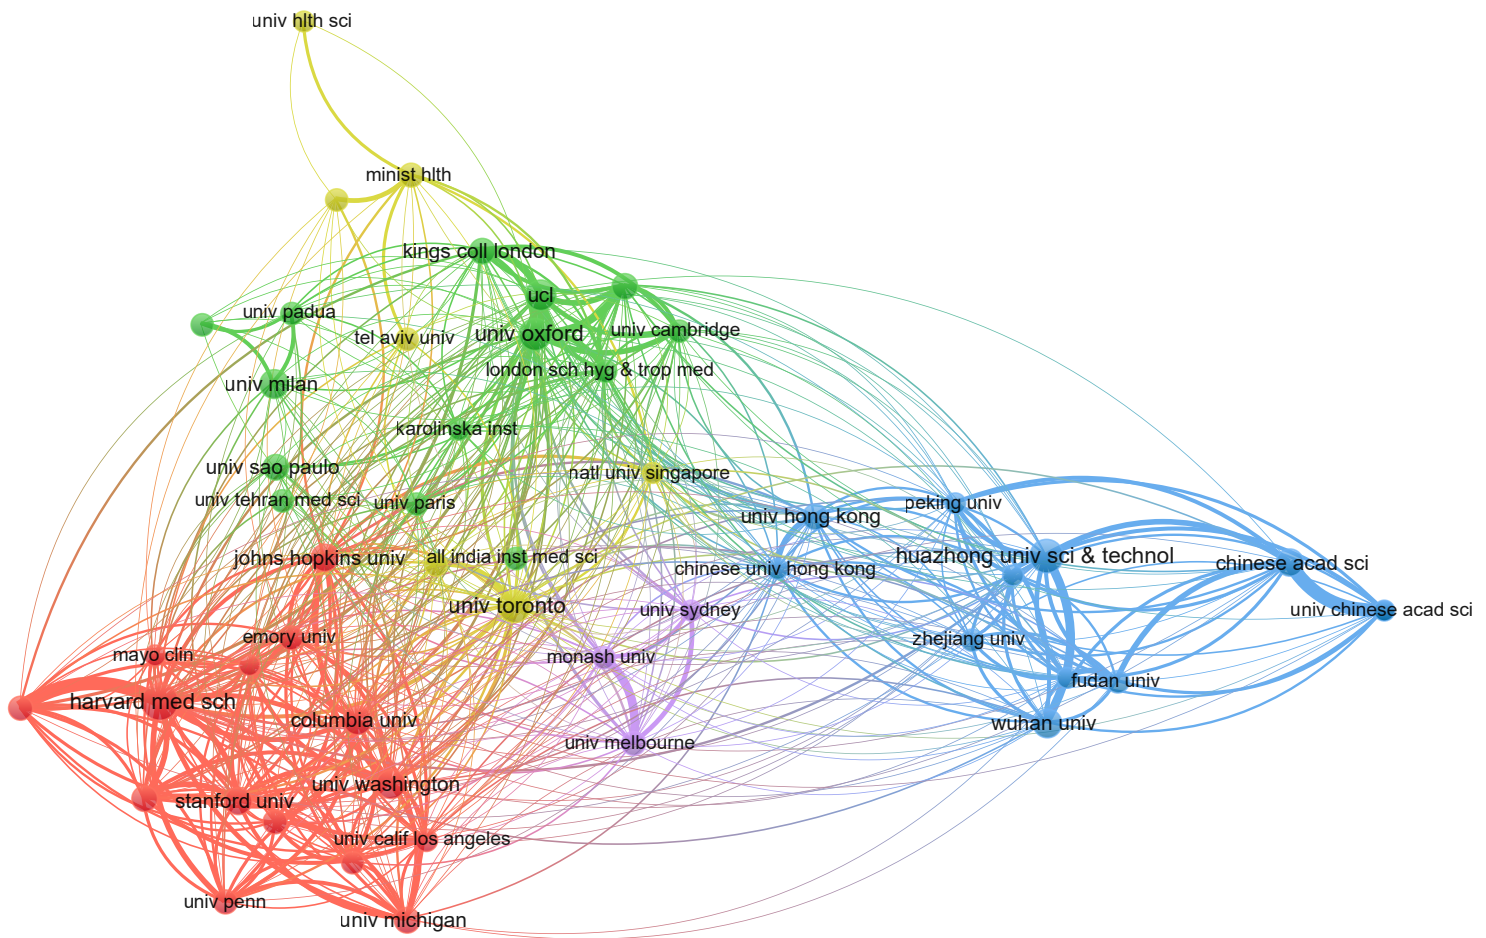 univ hlth sci
minist hlth
kings coll london
ucl
univ padua
univ oxford
univ cambridge
tel aviv univ
london sch hyg & trop med
univ milan
karolinska inst
univ sao paulo
natl univ singapore
univ tehran med sci
univ paris
peking univ
univ hong kong
johns hopkins univ
all india inst med sci
huazhong univ sci & technol
chinese univ hong kong
chinese acad sci
univ toronto
univ sydney
univ chinese acad sci
emory univ
zhejiang univ
mayo clin
monash univ
fudan univ
harvard med sch
columbia univ
wuhan univ
univ melbourne
univ washington
stanford univ
univ calif los angeles
univ penn
univ michigan